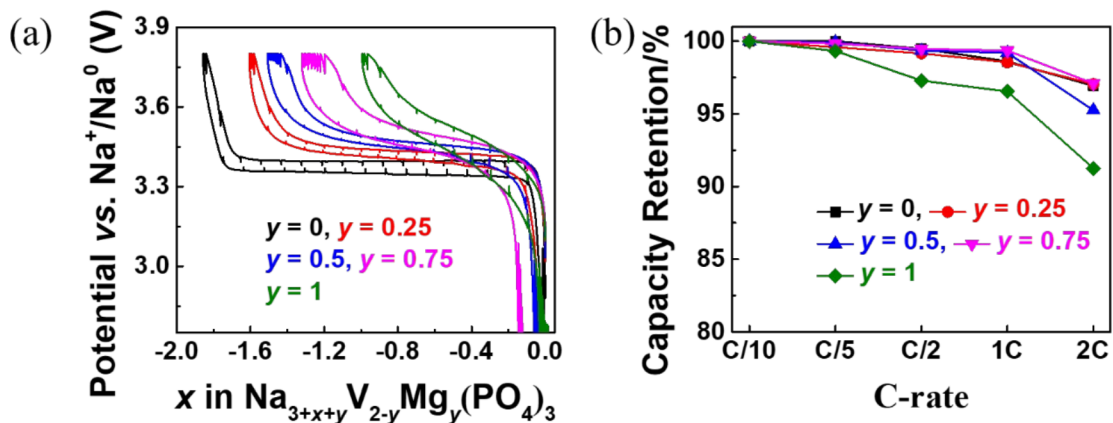 (a)
Potential vs. Na⁺/Na⁰ (V)
3.9
3.6
3.3
3.0
y = 0, y = 0.25
y = 0.5, y = 0.75
y = 1
-2.0 -1.6 -1.2 -0.8 -0.4 0.0
x in Na₃₊ₓ₊ᵧV₂₋ᵧMgᵧ(PO₄)₃
(b)
Capacity Retention/%
100
95
90
85
80
y = 0, y = 0.25
y = 0.5, y = 0.75
y = 1
C/10 C/5 C/2 1C 2C
C-rate